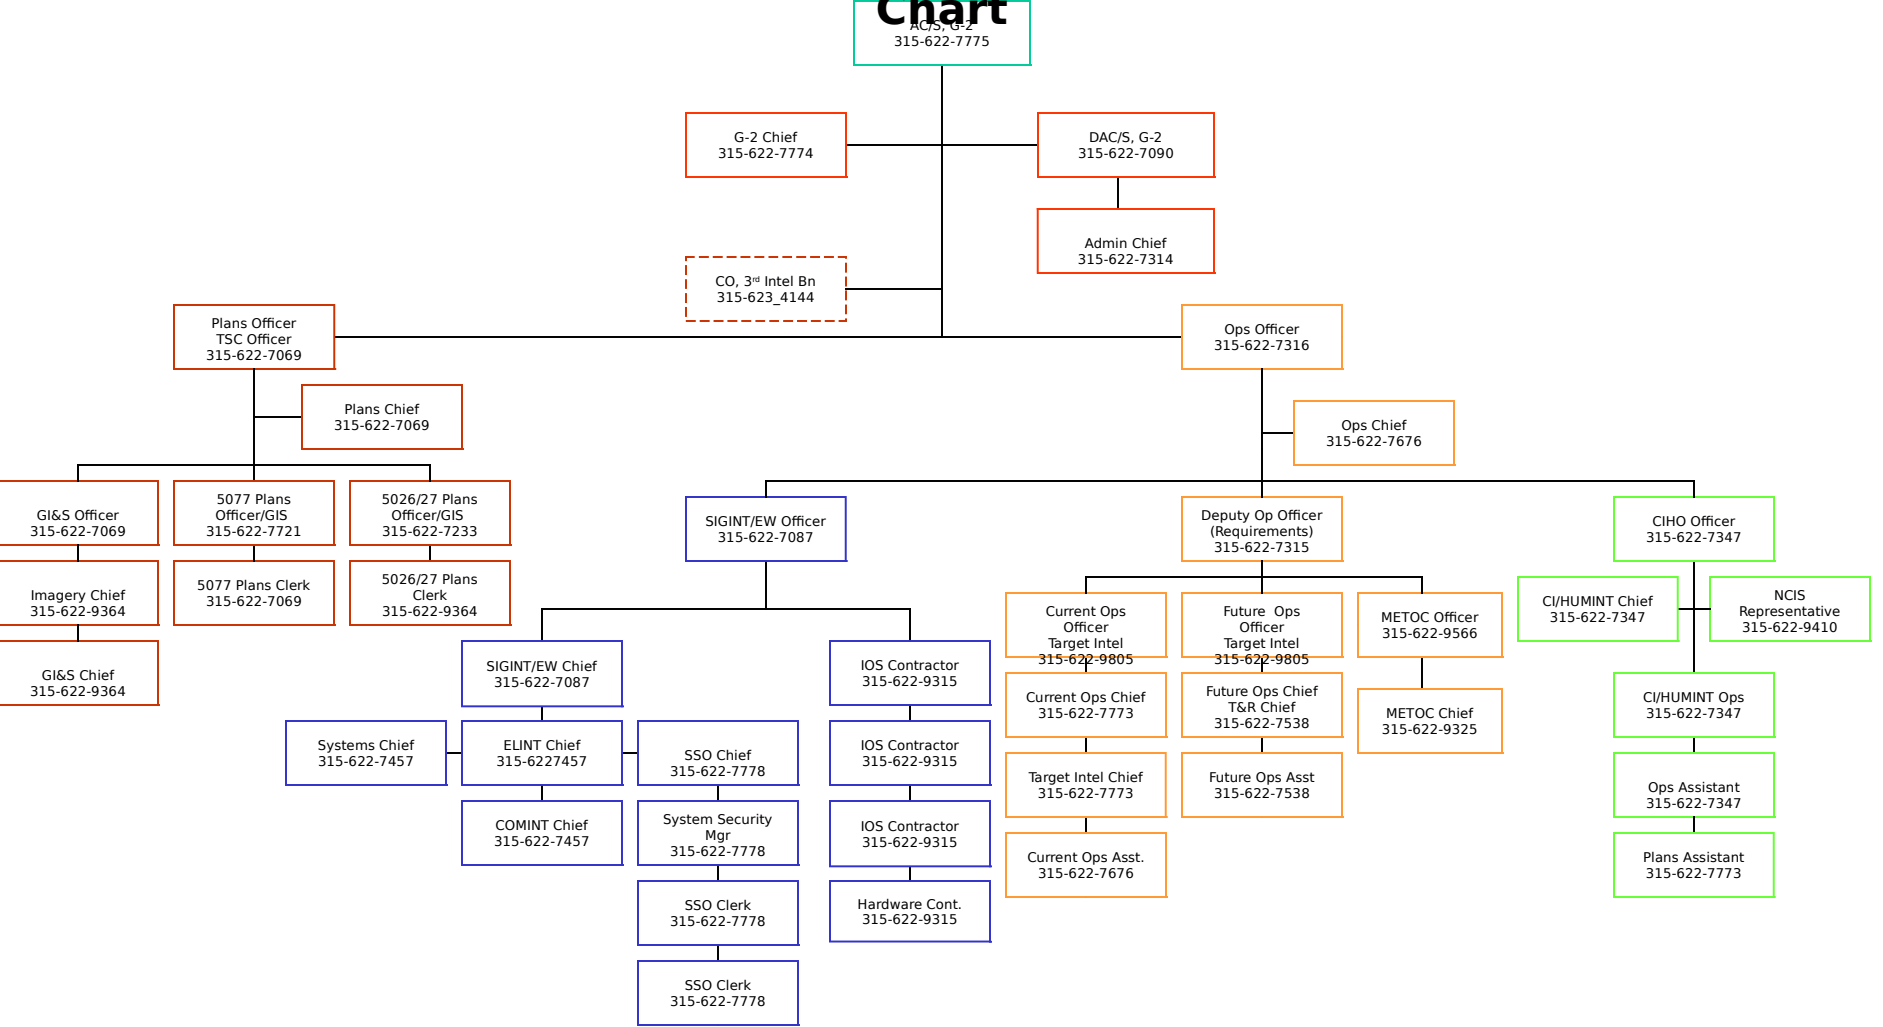 Chart
AC/S, G-2
315-622-7775
G-2 Chief
315-622-7774
DAC/S, G-2
315-622-7090
Admin Chief
315-622-7314
CO, 3rd Intel Bn
315-623_4144
Plans Officer
TSC Officer
315-622-7069
Ops Officer
315-622-7316
Plans Chief
315-622-7069
Ops Chief
315-622-7676
GI&S Officer
315-622-7069
5077 Plans
Officer/GIS
315-622-7721
5026/27 Plans
Officer/GIS
315-622-7233
SIGINT/EW Officer
315-622-7087
Deputy Op Officer
(Requirements)
315-622-7315
CIHO Officer
315-622-7347
Imagery Chief
315-622-9364
5077 Plans Clerk
315-622-7069
5026/27 Plans
Clerk
315-622-9364
GI&S Chief
315-622-9364
Current Ops
Officer
Target Intel
315-622-9805
Future  Ops
Officer
Target Intel
315-622-9805
METOC Officer
315-622-9566
CI/HUMINT Chief
315-622-7347
NCIS
Representative
315-622-9410
SIGINT/EW Chief
315-622-7087
IOS Contractor
315-622-9315
Current Ops Chief
315-622-7773
Future Ops Chief
T&R Chief
315-622-7538
METOC Chief
315-622-9325
CI/HUMINT Ops
315-622-7347
Systems Chief
315-622-7457
ELINT Chief
315-6227457
SSO Chief
315-622-7778
IOS Contractor
315-622-9315
Target Intel Chief
315-622-7773
Future Ops Asst
315-622-7538
Ops Assistant
315-622-7347
COMINT Chief
315-622-7457
System Security
Mgr
315-622-7778
IOS Contractor
315-622-9315
Current Ops Asst.
315-622-7676
Plans Assistant
315-622-7773
SSO Clerk
315-622-7778
Hardware Cont.
315-622-9315
SSO Clerk
315-622-7778